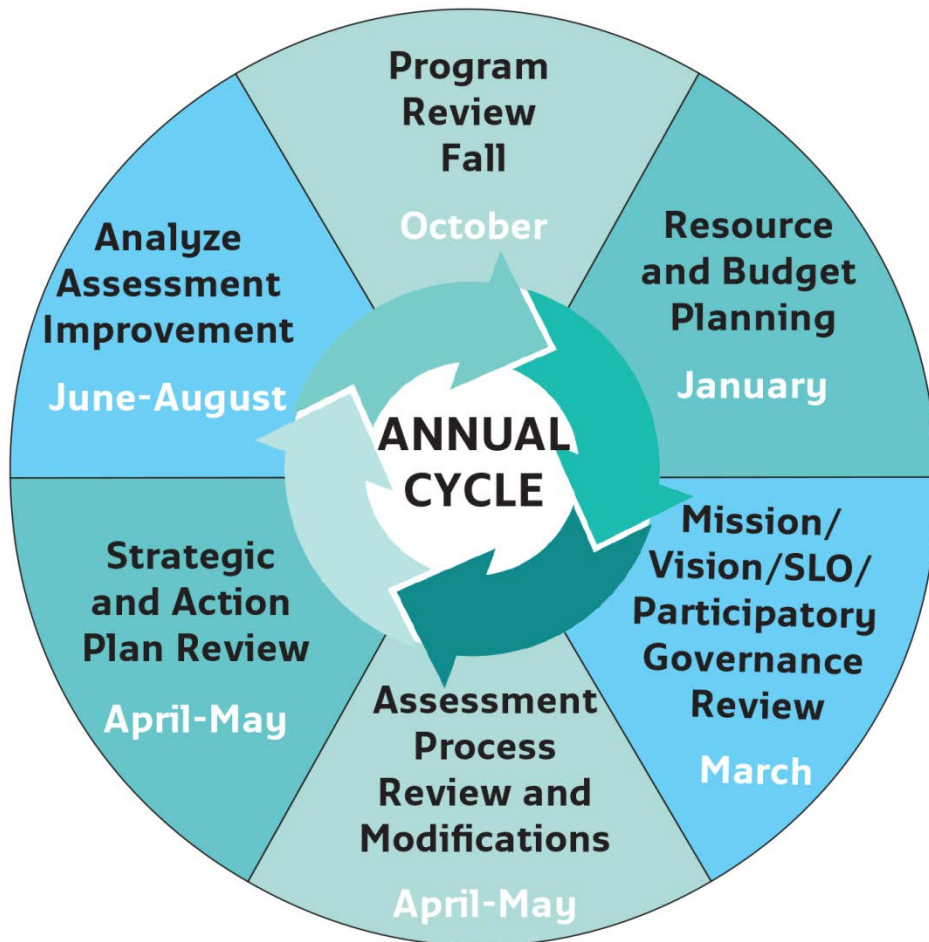 Program
Review
Fall
October
Resource
and Budget
Planning
January
Mission/
Vision/SLO/
Participatory
Governance
Review
March
Assessment
Process
Review and
Modifications
April-May
Strategic
and Action
Plan Review
April-May
Analyze
Assessment
Improvement
June-August
ANNUAL
CYCLE